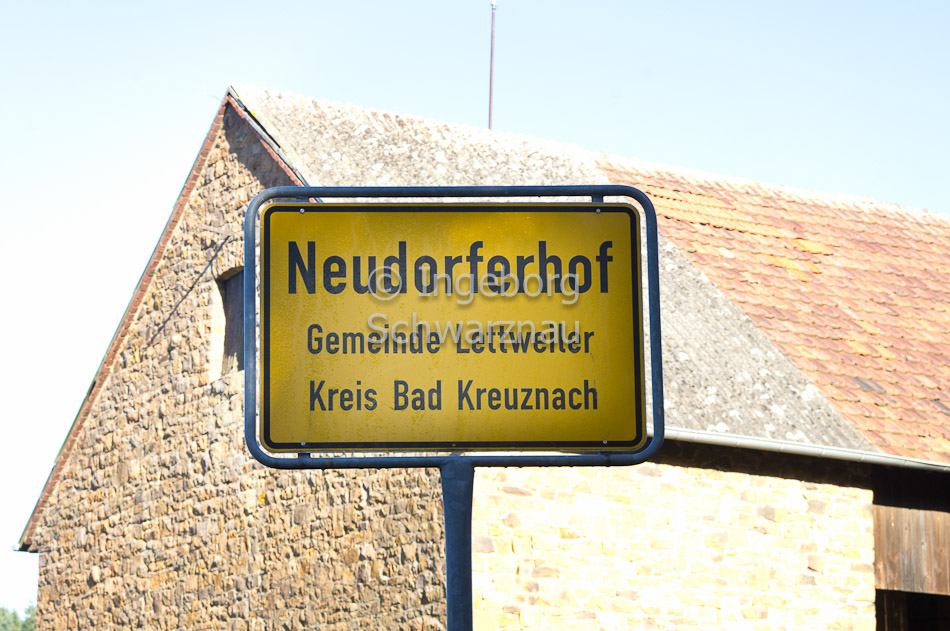 Neudorferhof
© Ingeborg
Schwarznau
Gemeinde Lettweiler
Kreis Bad Kreuznach